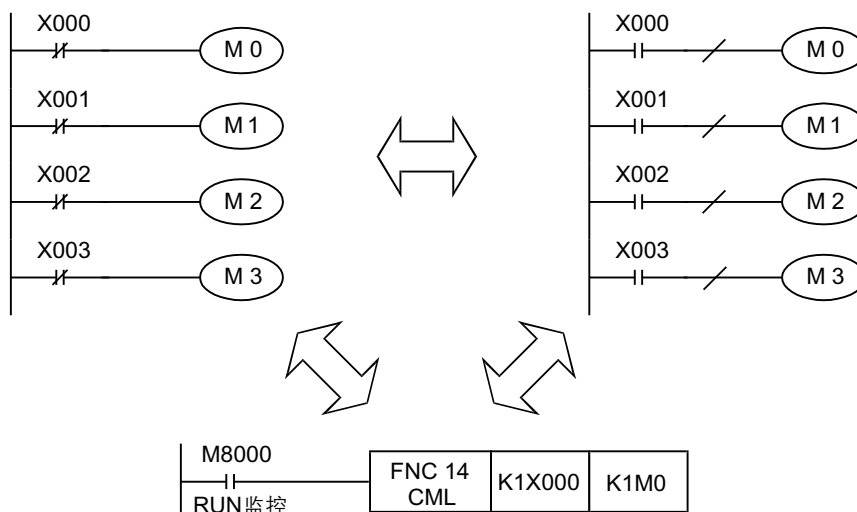 X000
M 0
X001
M 1
X002
M 2
X003
M 3
X000
M 0
X001
M 1
X002
M 2
X003
M 3
M8000
RUN监控
FNC 14
CML
K1X000
K1M0